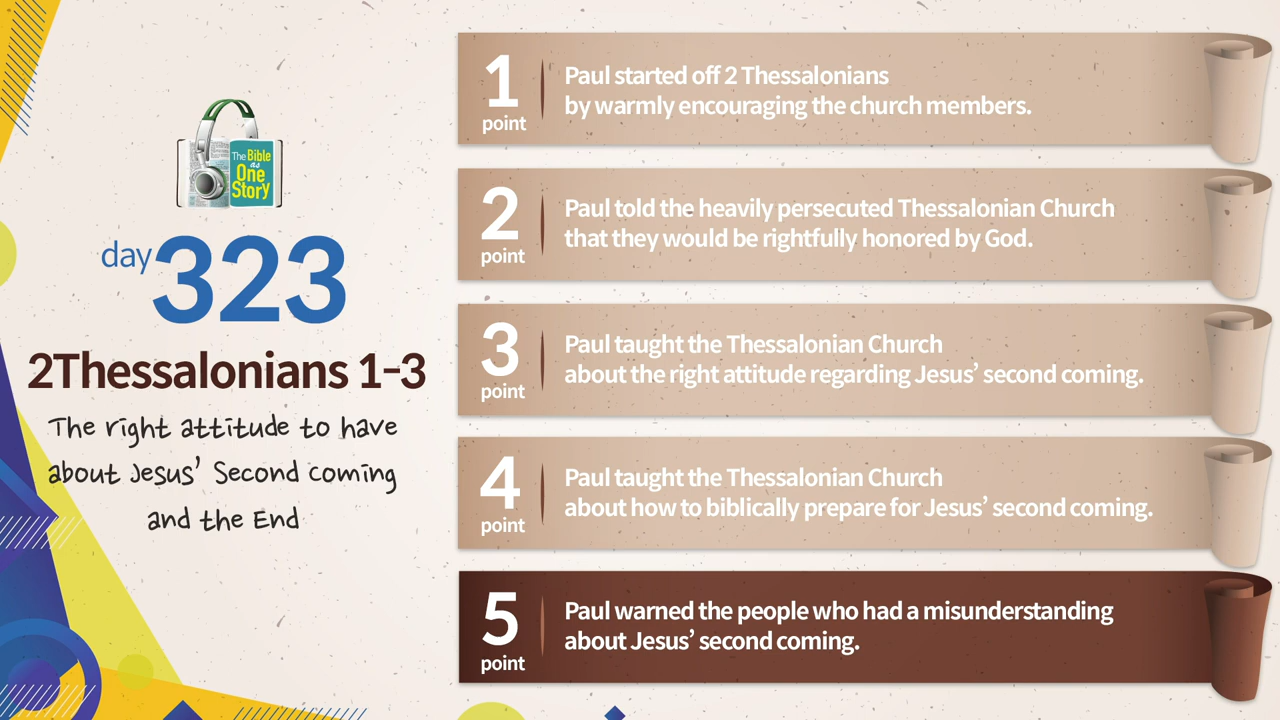 The Bible
as
One
Story
day 323
2Thessalonians 1-3
The right attitude to have
about Jesus' Second coming
and the End
1
point
Paul started off 2 Thessalonians
by warmly encouraging the church members.
2
point
Paul told the heavily persecuted Thessalonian Church
that they would be rightfully honored by God.
3
point
Paul taught the Thessalonian Church
about the right attitude regarding Jesus' second coming.
4
point
Paul taught the Thessalonian Church
about how to biblically prepare for Jesus' second coming.
5
point
Paul warned the people who had a misunderstanding
about Jesus' second coming.